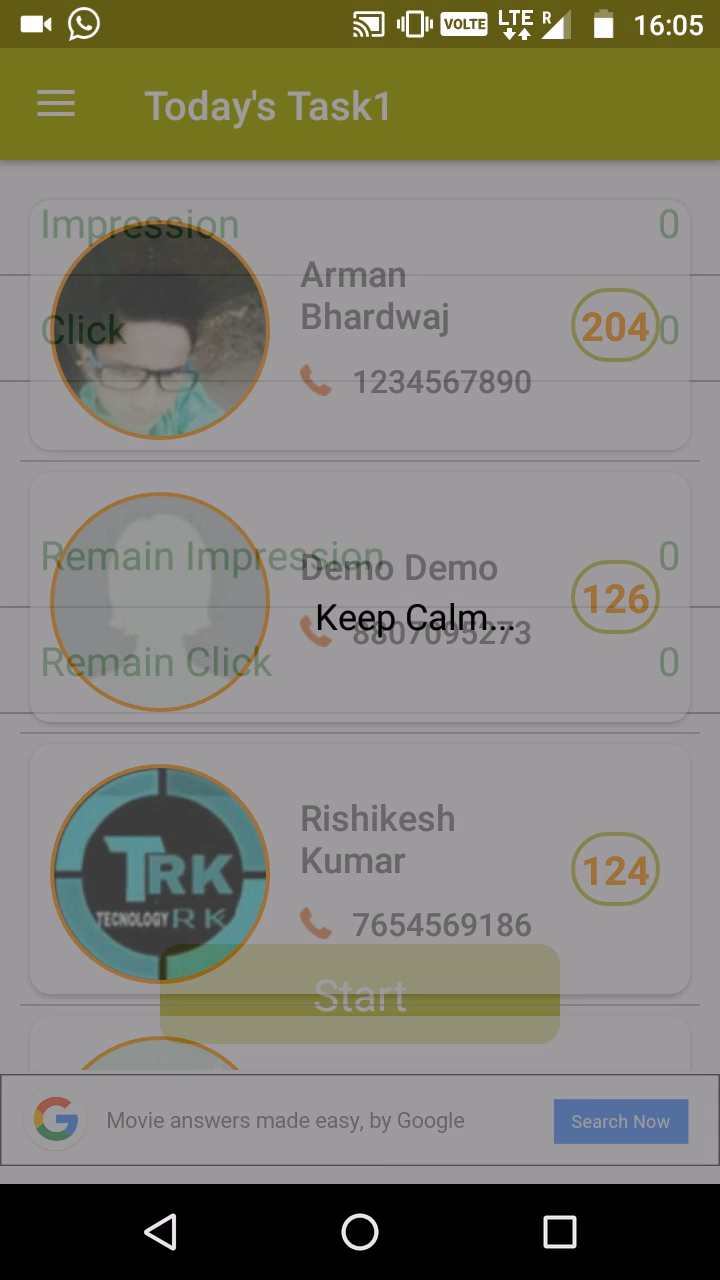 VOLTE LTE R 16:05
Today's Task1
Impression 0
Arman
Bhardwaj
204
Click 0
1234567890
Remain Impression 0
Demo Demo
126
Keep Calm...
8807095273
Remain Click 0
TRK
TECNOLOGY R K
Rishikesh
Kumar
124
7654569186
Start
G
Movie answers made easy, by Google
Search Now